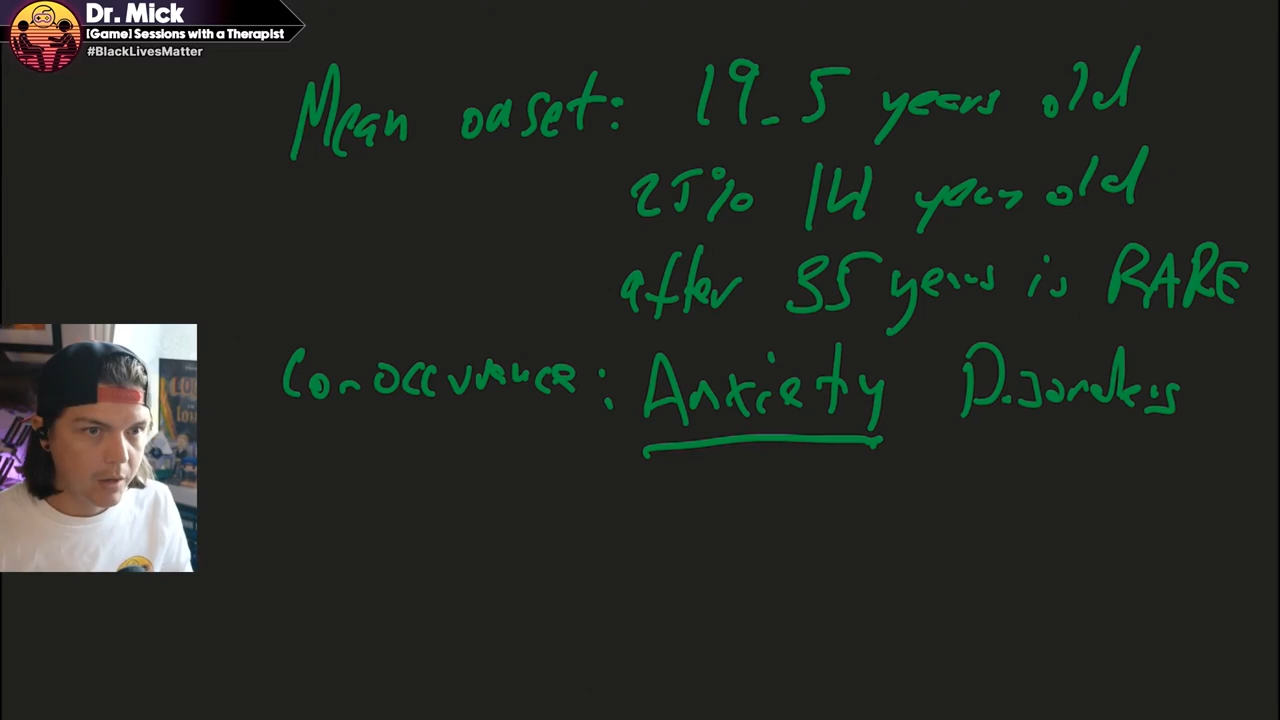 Dr. Mick
[Game] Sessions with a Therapist
#BlackLivesMatter
Mean onset: 19.5 years old
25% 14 years old
after 35 years is RARE
Co-occurrence: Anxiety Disorders